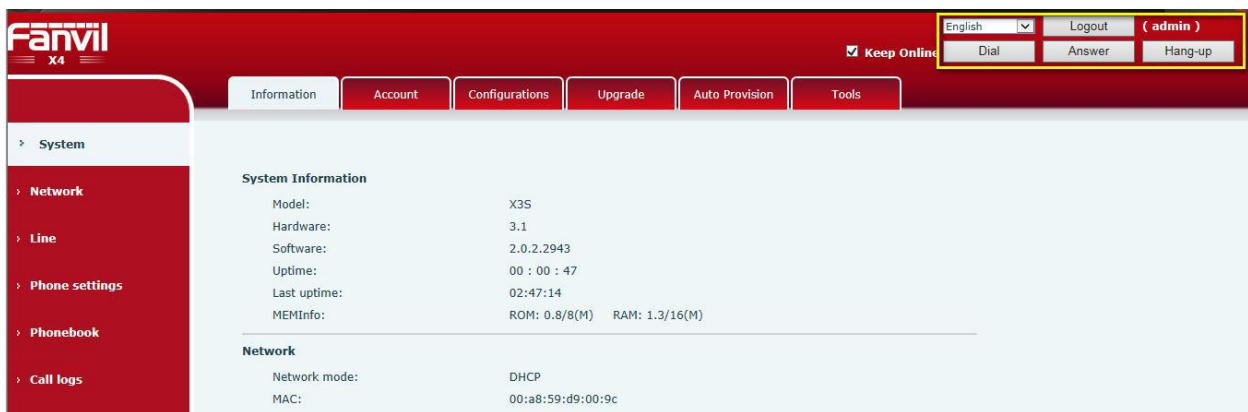 Fanvil
X4
English Logout ( admin )
Keep Online Dial Answer Hang-up
Information Account Configurations Upgrade Auto Provision Tools
› System
› Network
› Line
› Phone settings
› Phonebook
› Call logs
System Information
Model: X3S
Hardware: 3.1
Software: 2.0.2.2943
Uptime: 00 : 00 : 47
Last uptime: 02:47:14
MEMInfo: ROM: 0.8/8(M) RAM: 1.3/16(M)
Network
Network mode: DHCP
MAC: 00:a8:59:d9:00:9c